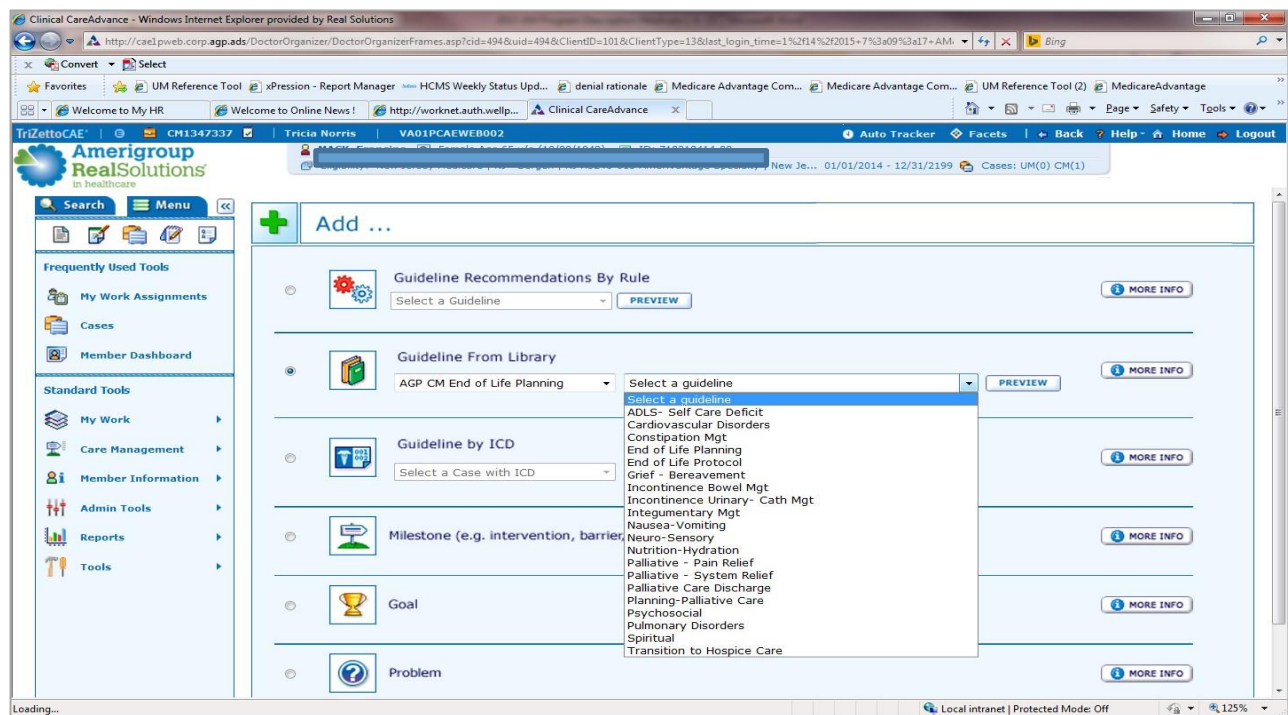 Clinical CareAdvance - Windows Internet Explorer provided by Real Solutions
http://cae1pweb.corp.agp.ads/DoctorOrganizer/DoctorOrganizerFrames.asp?cid=494&uid=494&ClientID=101&ClientType=13&last_login_time=1%2f14%2f2015+7%3a09%3a17+AM
Bing
x Convert Select
Favorites UM Reference Tool xPression - Report Manager HCMS Weekly Status Upd... denial rationale Medicare Advantage Com... Medicare Advantage Com... UM Reference Tool (2) MedicareAdvantage
Welcome to My HR Welcome to Online News! http://worknet.auth.wellp... Clinical CareAdvance x Page Safety Tools
TriZettoCAE CM1347337 Tricia Norris VA01PCAEWEB002 Auto Tracker Facets Back Help Home Logout
Amerigroup
RealSolutions
in healthcare
New Je... 01/01/2014 - 12/31/2199 Cases: UM(0) CM(1)
Search Menu
Add ...
Frequently Used Tools
My Work Assignments
Cases
Member Dashboard
Standard Tools
My Work
Care Management
Member Information
Admin Tools
Reports
Tools
Guideline Recommendations By Rule
Select a Guideline PREVIEW MORE INFO
Guideline From Library
AGP CM End of Life Planning Select a guideline PREVIEW MORE INFO
Select a guideline
ADLS- Self Care Deficit
Cardiovascular Disorders
Constipation Mgt
End of Life Planning
End of Life Protocol
Grief - Bereavement
Incontinence Bowel Mgt
Incontinence Urinary- Cath Mgt
Integumentary Mgt
Nausea-Vomiting
Neuro-Sensory
Nutrition-Hydration
Palliative - Pain Relief
Palliative - System Relief
Palliative Care Discharge
Planning-Palliative Care
Psychosocial
Pulmonary Disorders
Spiritual
Transition to Hospice Care
Guideline by ICD
Select a Case with ICD MORE INFO
Milestone (e.g. intervention, barrier, MORE INFO
Goal MORE INFO
Problem MORE INFO
Loading... Local intranet | Protected Mode: Off 125%